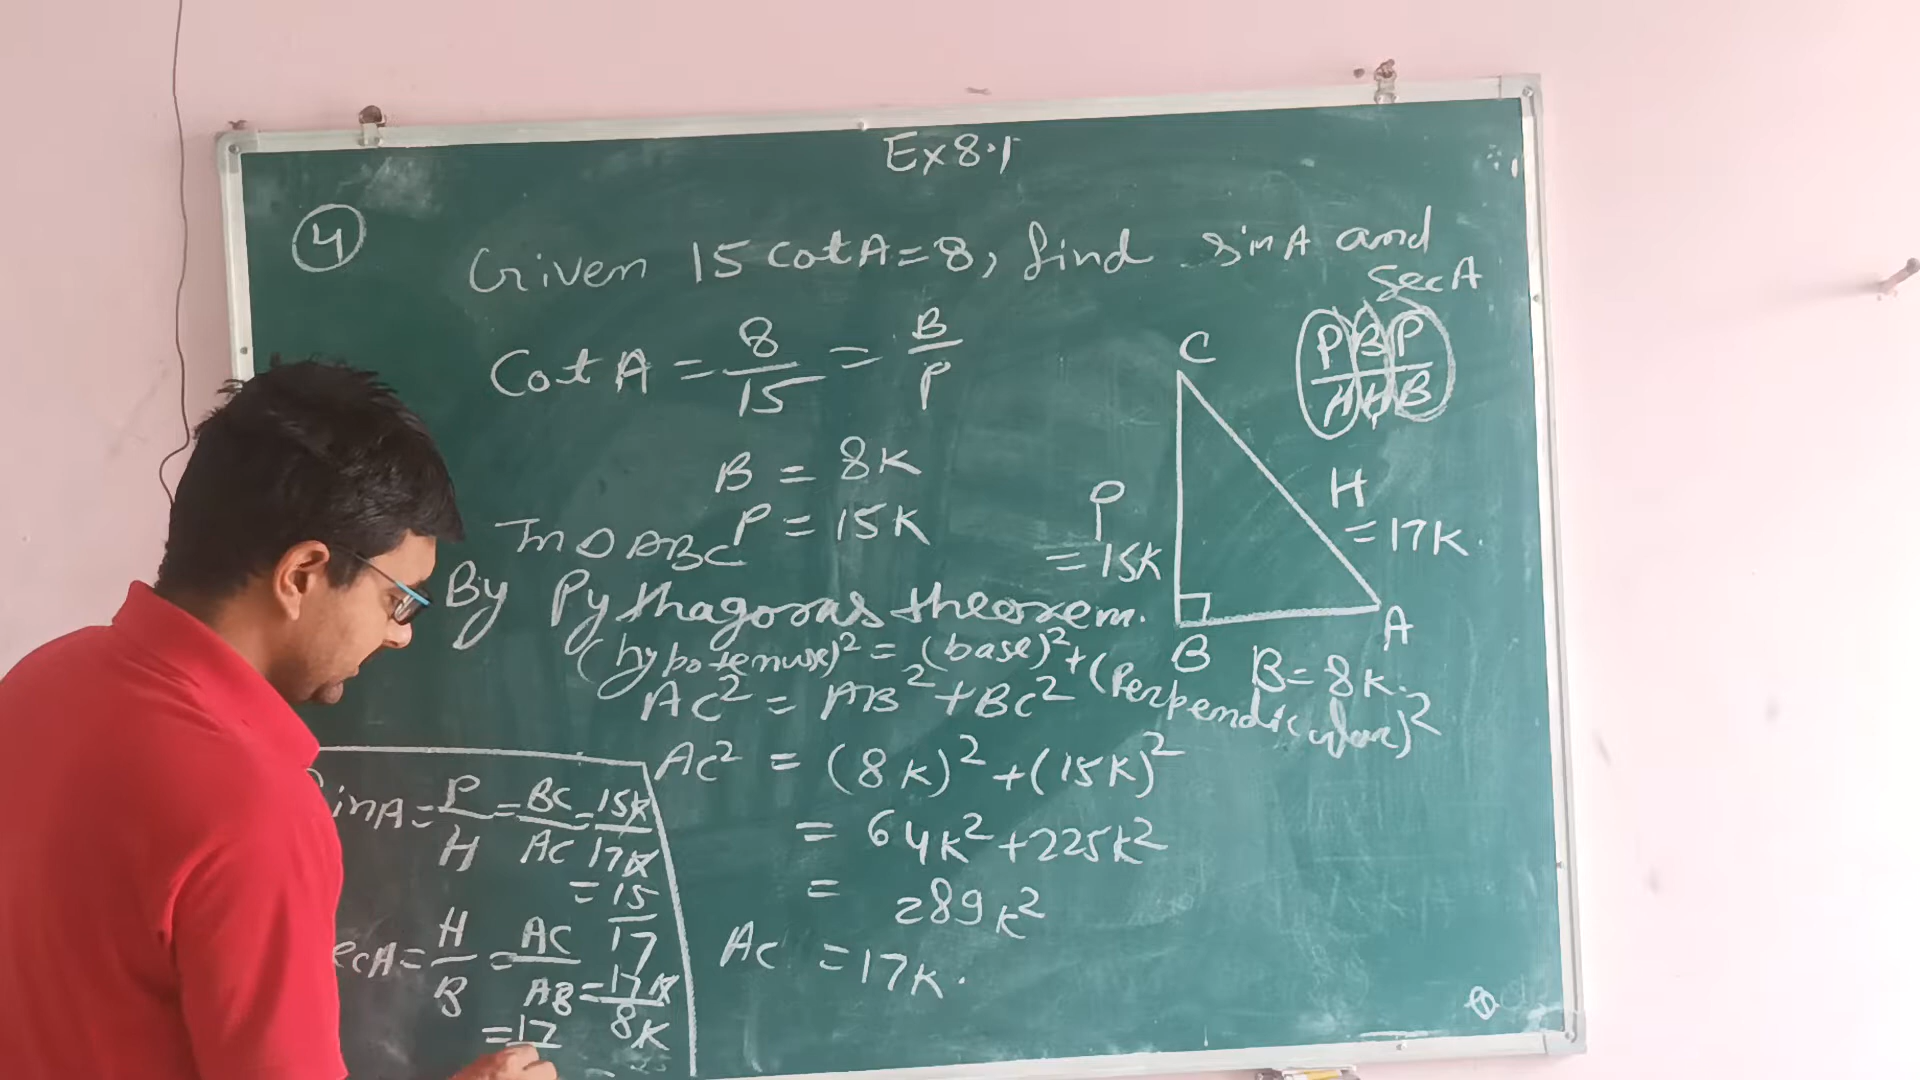 Ex 8.1
4
Given 15 cot A = 8, find sin A and
sec A
Cot A = 8/15 = B/P
B = 8K
P = 15K
In △ ABC
By Pythagoras theorem.
(hypotenuse)² = (base)² + (Perpendicular)²
AC² = AB² + BC²
AC² = (8K)² + (15K)²
= 64K² + 225K²
= 289K²
AC = 17K.
P/H B/H P/B
C
H
= 17K
P
= 15K
A
B
B = 8K.
inA = P/H = BC/AC = 15K/17K
= 15/17
ecA = H/B = AC/AB = 17K/8K
= 17